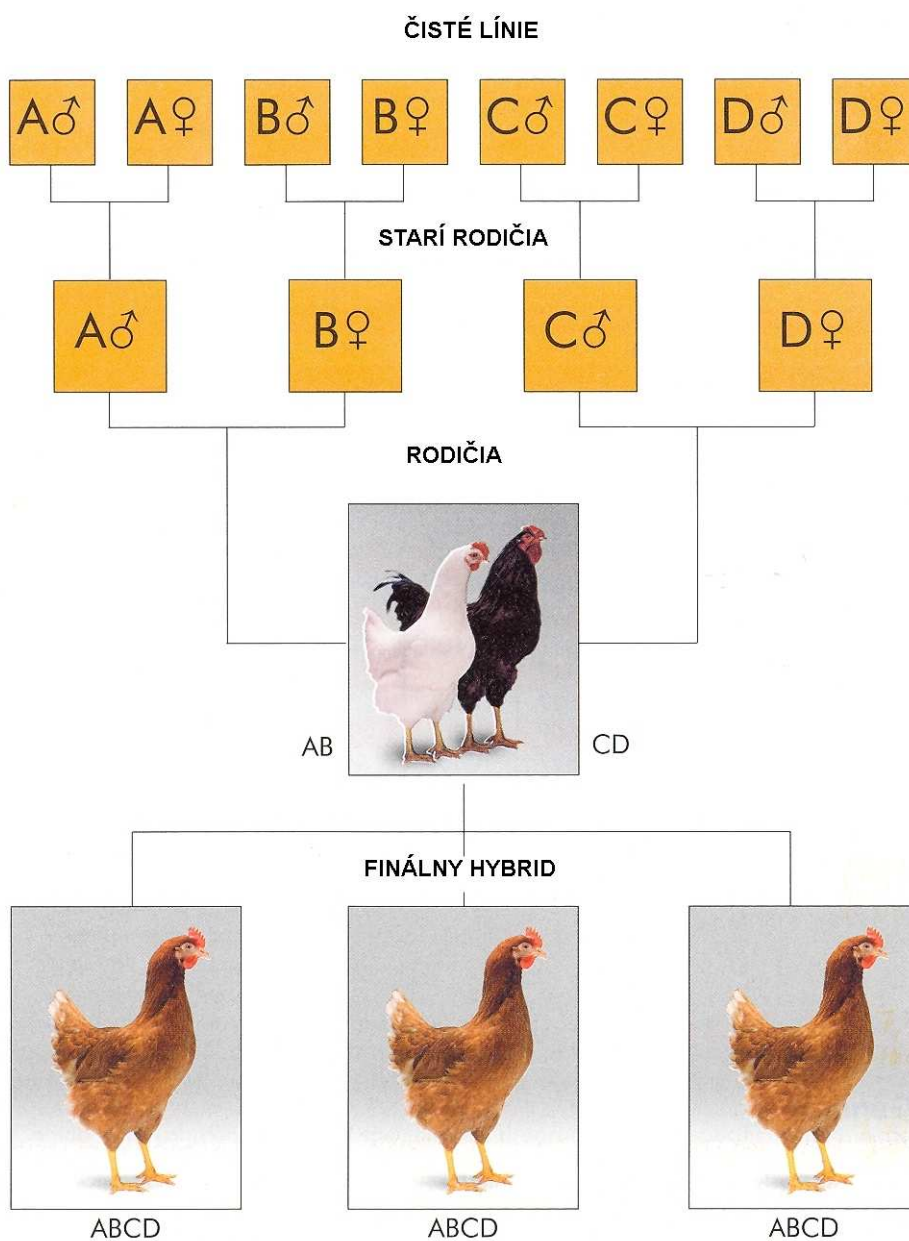 ČISTÉ LÍNIE
A♂ A♀ B♂ B♀ C♂ C♀ D♂ D♀
STARÍ RODIČIA
A♂ B♀ C♂ D♀
RODIČIA
AB CD
FINÁLNY HYBRID
ABCD ABCD ABCD